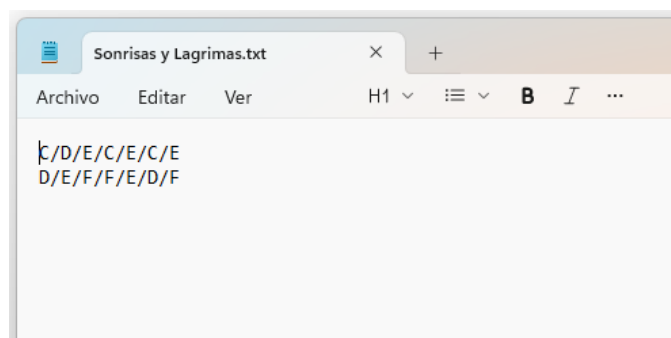 Sonrisas y Lagrimas.txt
Archivo Editar Ver H1 B I
C/D/E/C/E/C/E
D/E/F/F/E/D/F